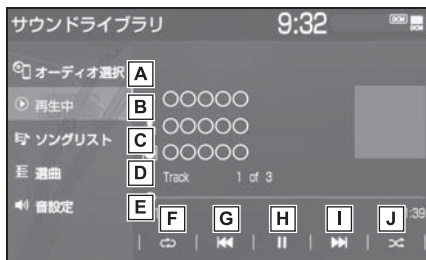 サウンドライブラリ 9:32 DCM
オーディオ選択 A
再生中 B ○○○○○
ソングリスト C ○○○○○
選曲 D ○○○○○
Track 1 of 3
音設定 E :39
F G H I J